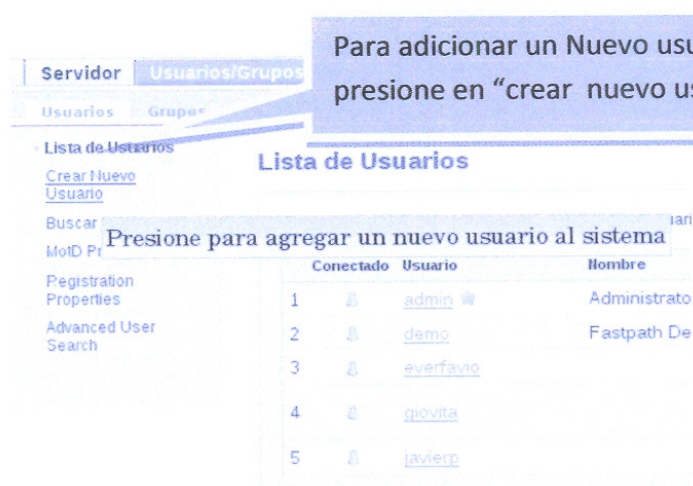 Para adicionar un Nuevo
presione en “crear nuevo
Servidor Usuarios/Grupos
Usuarios Grupos
Lista de Usuarios
Lista de Usuarios
Crear Nuevo
Usuario
Buscar
Presione para agregar un nuevo usuario al sistema
MotD
Conectado Usuario Nombre
Registration
Properties
1 admin Administrato
Advanced User
Search
2 demo Fastpath De
3 everfavio
4 giovita
5 javierp